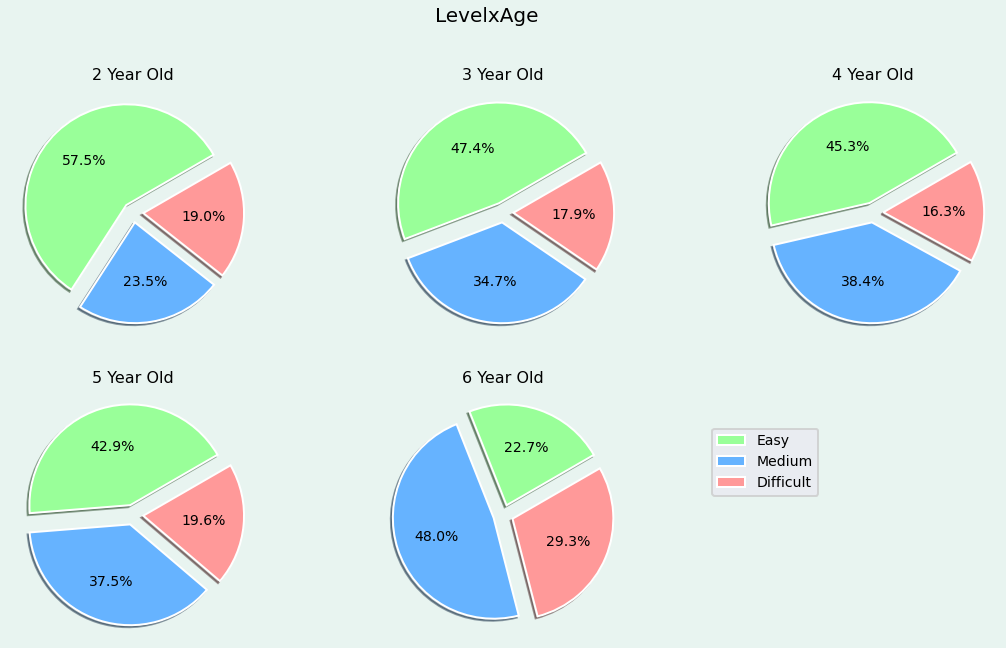 LevelxAge
2 Year Old
57.5%
19.0%
23.5%
3 Year Old
47.4%
17.9%
34.7%
4 Year Old
45.3%
16.3%
38.4%
5 Year Old
42.9%
19.6%
37.5%
6 Year Old
22.7%
48.0%
29.3%
Easy
Medium
Difficult